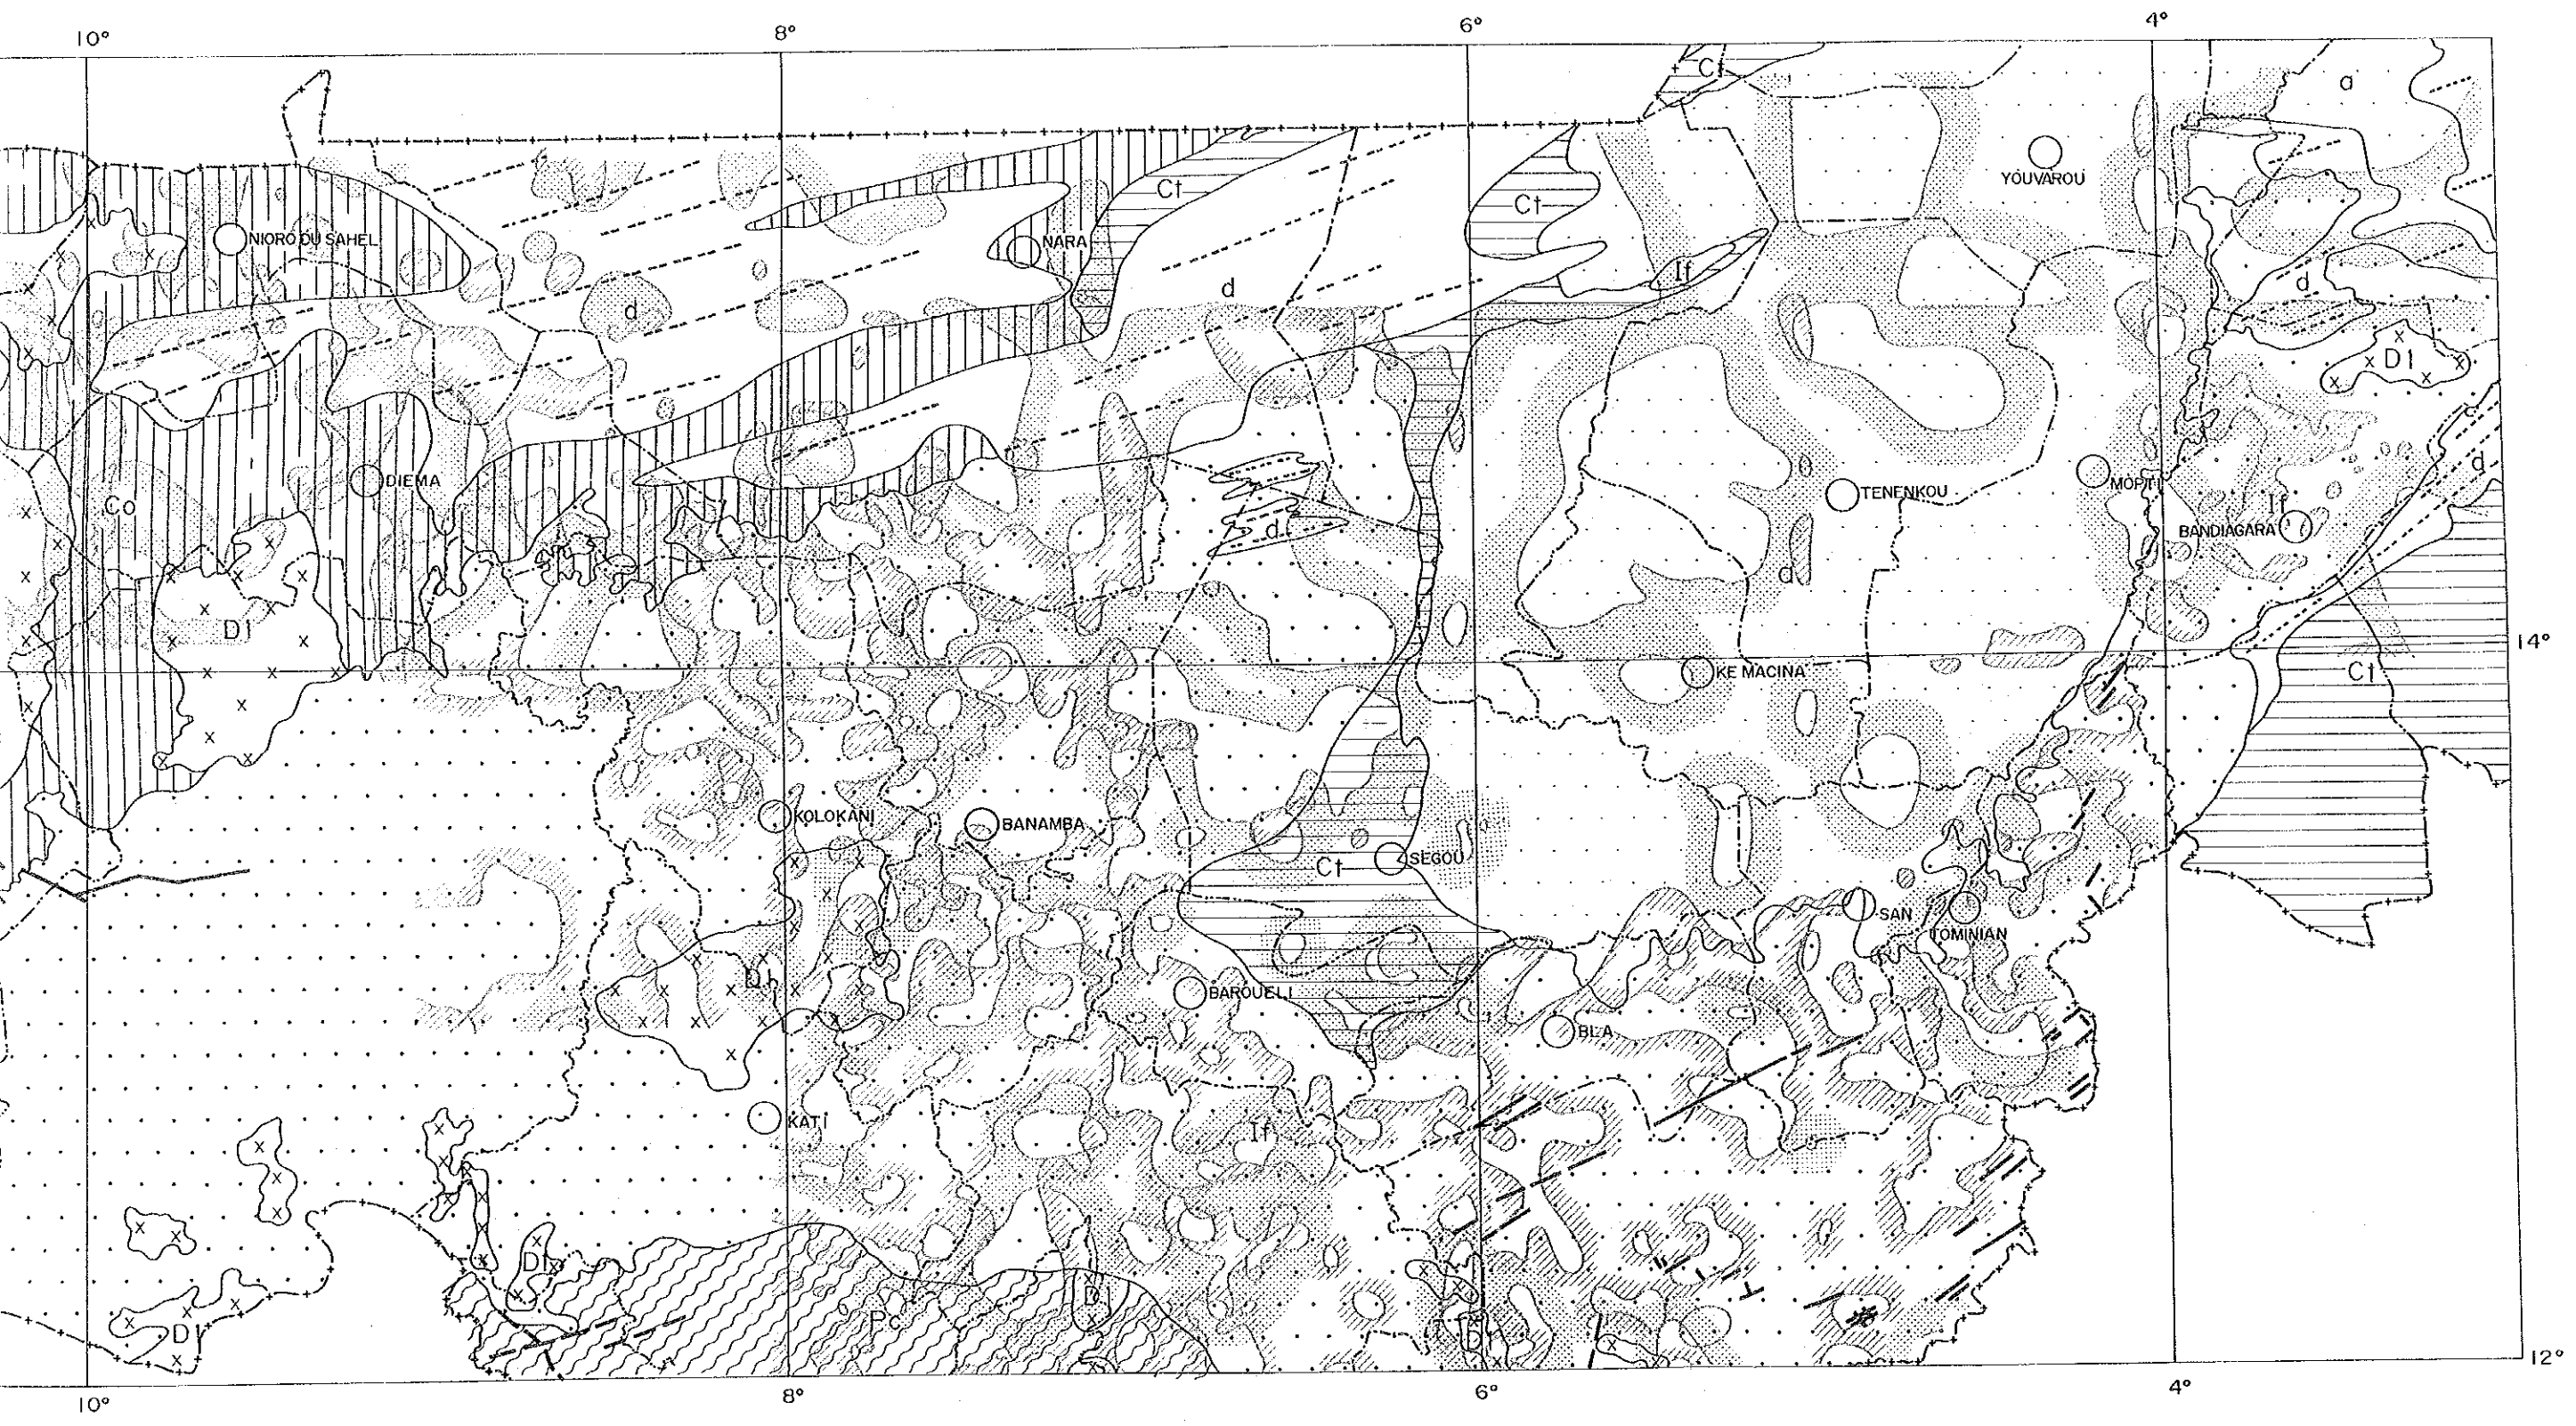 10°
8°
6°
4°
Ct
a
YOUVAROU
Ct
Ct
NIORO DU SAHEL
NARA
If
d
d
d
Dl
d
Co
DIEMA
TENENKOU
MOPTI
If
BANDIAGARA
d
d
Dl
14°
KE MACINA
Ct
KOLOKANI
BANAMBA
Ct
SEGOU
SAN
TOMINIAN
Dh
BAROUELI
BLA
KATI
If
Dl
Dl
Pc
D
Dl
12°
10°
8°
6°
4°